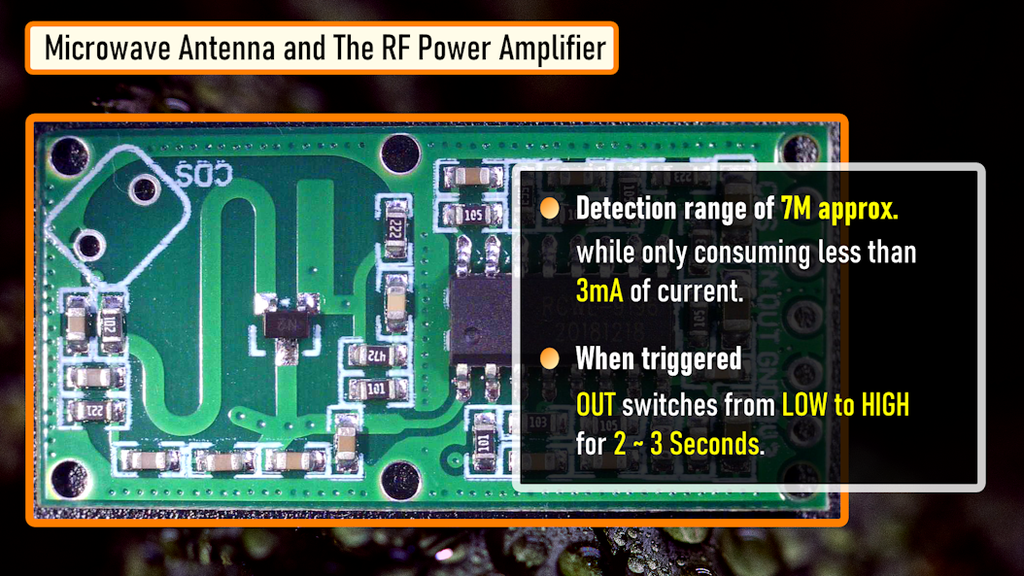 Microwave Antenna and The RF Power Amplifier
CDS
105
222
102
472
101
221
101
Detection range of 7M approx.
while only consuming less than
3mA of current.
When triggered
OUT switches from LOW to HIGH
for 2 ~ 3 Seconds.